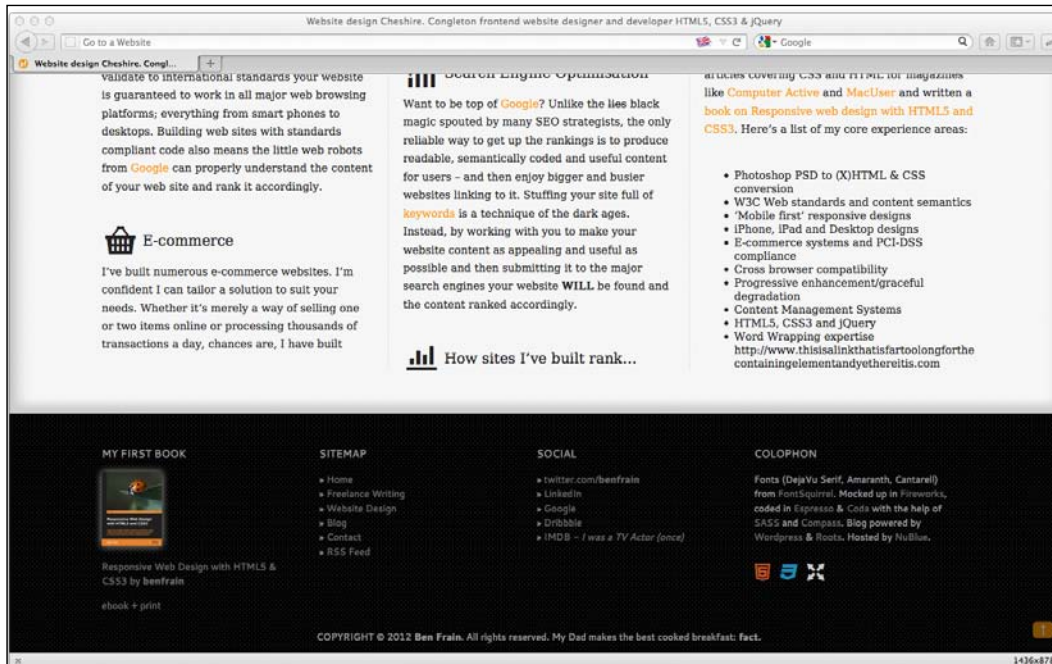 Website design Cheshire. Congleton frontend website designer and developer HTML5, CSS3 & jQuery
Go to a Website
Google
Website design Cheshire. Congl...
validate to international standards your website
is guaranteed to work in all major web browsing
platforms; everything from smart phones to
desktops. Building web sites with standards
compliant code also means the little web robots
from Google can properly understand the content
of your web site and rank it accordingly.
E-commerce
I've built numerous e-commerce websites. I'm
confident I can tailor a solution to suit your
needs. Whether it's merely a way of selling one
or two items online or processing thousands of
transactions a day, chances are, I have built
Search Engine Optimisation
Want to be top of Google? Unlike the lies black
magic spouted by many SEO strategists, the only
reliable way to get up the rankings is to produce
readable, semantically coded and useful content
for users – and then enjoy bigger and busier
websites linking to it. Stuffing your site full of
keywords is a technique of the dark ages.
Instead, by working with you to make your
website content as appealing and useful as
possible and then submitting it to the major
search engines your website WILL be found and
the content ranked accordingly.
How sites I've built rank...
articles covering CSS and HTML for magazines
like Computer Active and MacUser and written a
book on Responsive web design with HTML5 and
CSS3. Here's a list of my core experience areas:
• Photoshop PSD to (X)HTML & CSS
conversion
• W3C Web standards and content semantics
• 'Mobile first' responsive designs
• iPhone, iPad and Desktop designs
• E-commerce systems and PCI-DSS
compliance
• Cross browser compatibility
• Progressive enhancement/graceful
degradation
• Content Management Systems
• HTML5, CSS3 and jQuery
• Word Wrapping expertise
http://www.thisisalinkthatisfartoolongforthe
containingelementandyethereitis.com
MY FIRST BOOK
Responsive Web Design with HTML5 &
CSS3 by benfrain
ebook + print
SITEMAP
» Home
» Freelance Writing
» Website Design
» Blog
» Contact
» RSS Feed
SOCIAL
» twitter.com/benfrain
» LinkedIn
» Google
» Dribbble
» IMDB – I was a TV Actor (once)
COLOPHON
Fonts (DejaVu Serif, Amaranth, Cantarell)
from FontSquirrel. Mocked up in Fireworks,
coded in Espresso & Coda with the help of
SASS and Compass. Blog powered by
Wordpress & Roots. Hosted by NuBlue.
COPYRIGHT © 2012 Ben Frain. All rights reserved. My Dad makes the best cooked breakfast: fact.